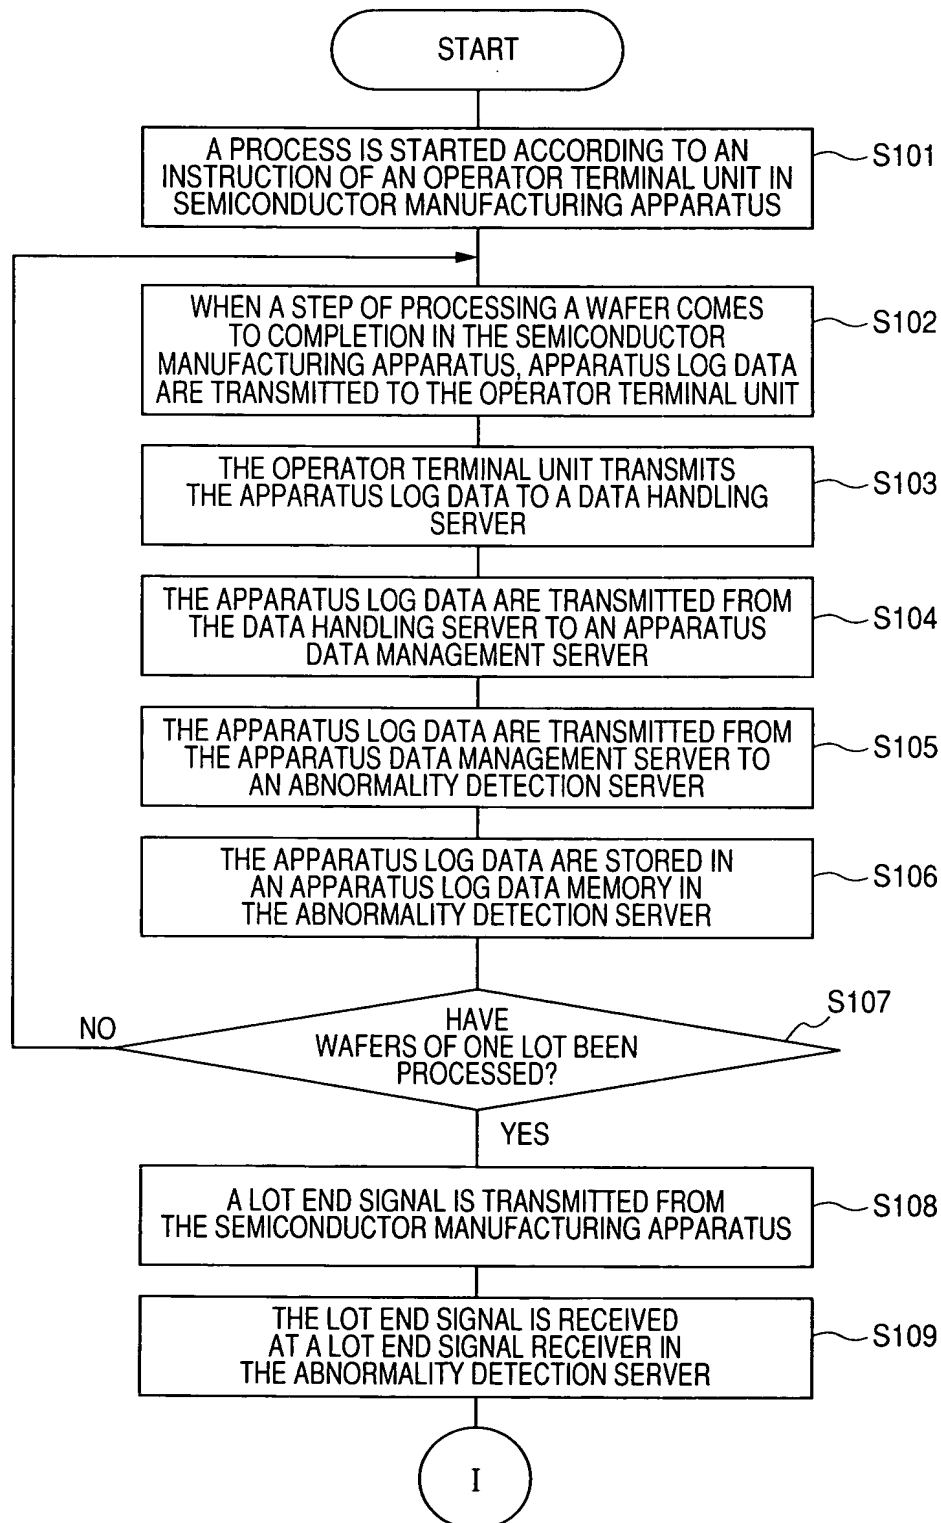 START
A PROCESS IS STARTED ACCORDING TO AN
INSTRUCTION OF AN OPERATOR TERMINAL UNIT IN
SEMICONDUCTOR MANUFACTURING APPARATUS
S101
WHEN A STEP OF PROCESSING A WAFER COMES
TO COMPLETION IN THE SEMICONDUCTOR
MANUFACTURING APPARATUS, APPARATUS LOG DATA
ARE TRANSMITTED TO THE OPERATOR TERMINAL UNIT
S102
THE OPERATOR TERMINAL UNIT TRANSMITS
THE APPARATUS LOG DATA TO A DATA HANDLING
SERVER
S103
THE APPARATUS LOG DATA ARE TRANSMITTED FROM
THE DATA HANDLING SERVER TO AN APPARATUS
DATA MANAGEMENT SERVER
S104
THE APPARATUS LOG DATA ARE TRANSMITTED FROM
THE APPARATUS DATA MANAGEMENT SERVER TO
AN ABNORMALITY DETECTION SERVER
S105
THE APPARATUS LOG DATA ARE STORED IN
AN APPARATUS LOG DATA MEMORY IN
THE ABNORMALITY DETECTION SERVER
S106
HAVE
WAFERS OF ONE LOT BEEN
PROCESSED?
S107
NO
YES
A LOT END SIGNAL IS TRANSMITTED FROM
THE SEMICONDUCTOR MANUFACTURING APPARATUS
S108
THE LOT END SIGNAL IS RECEIVED
AT A LOT END SIGNAL RECEIVER IN
THE ABNORMALITY DETECTION SERVER
S109
I